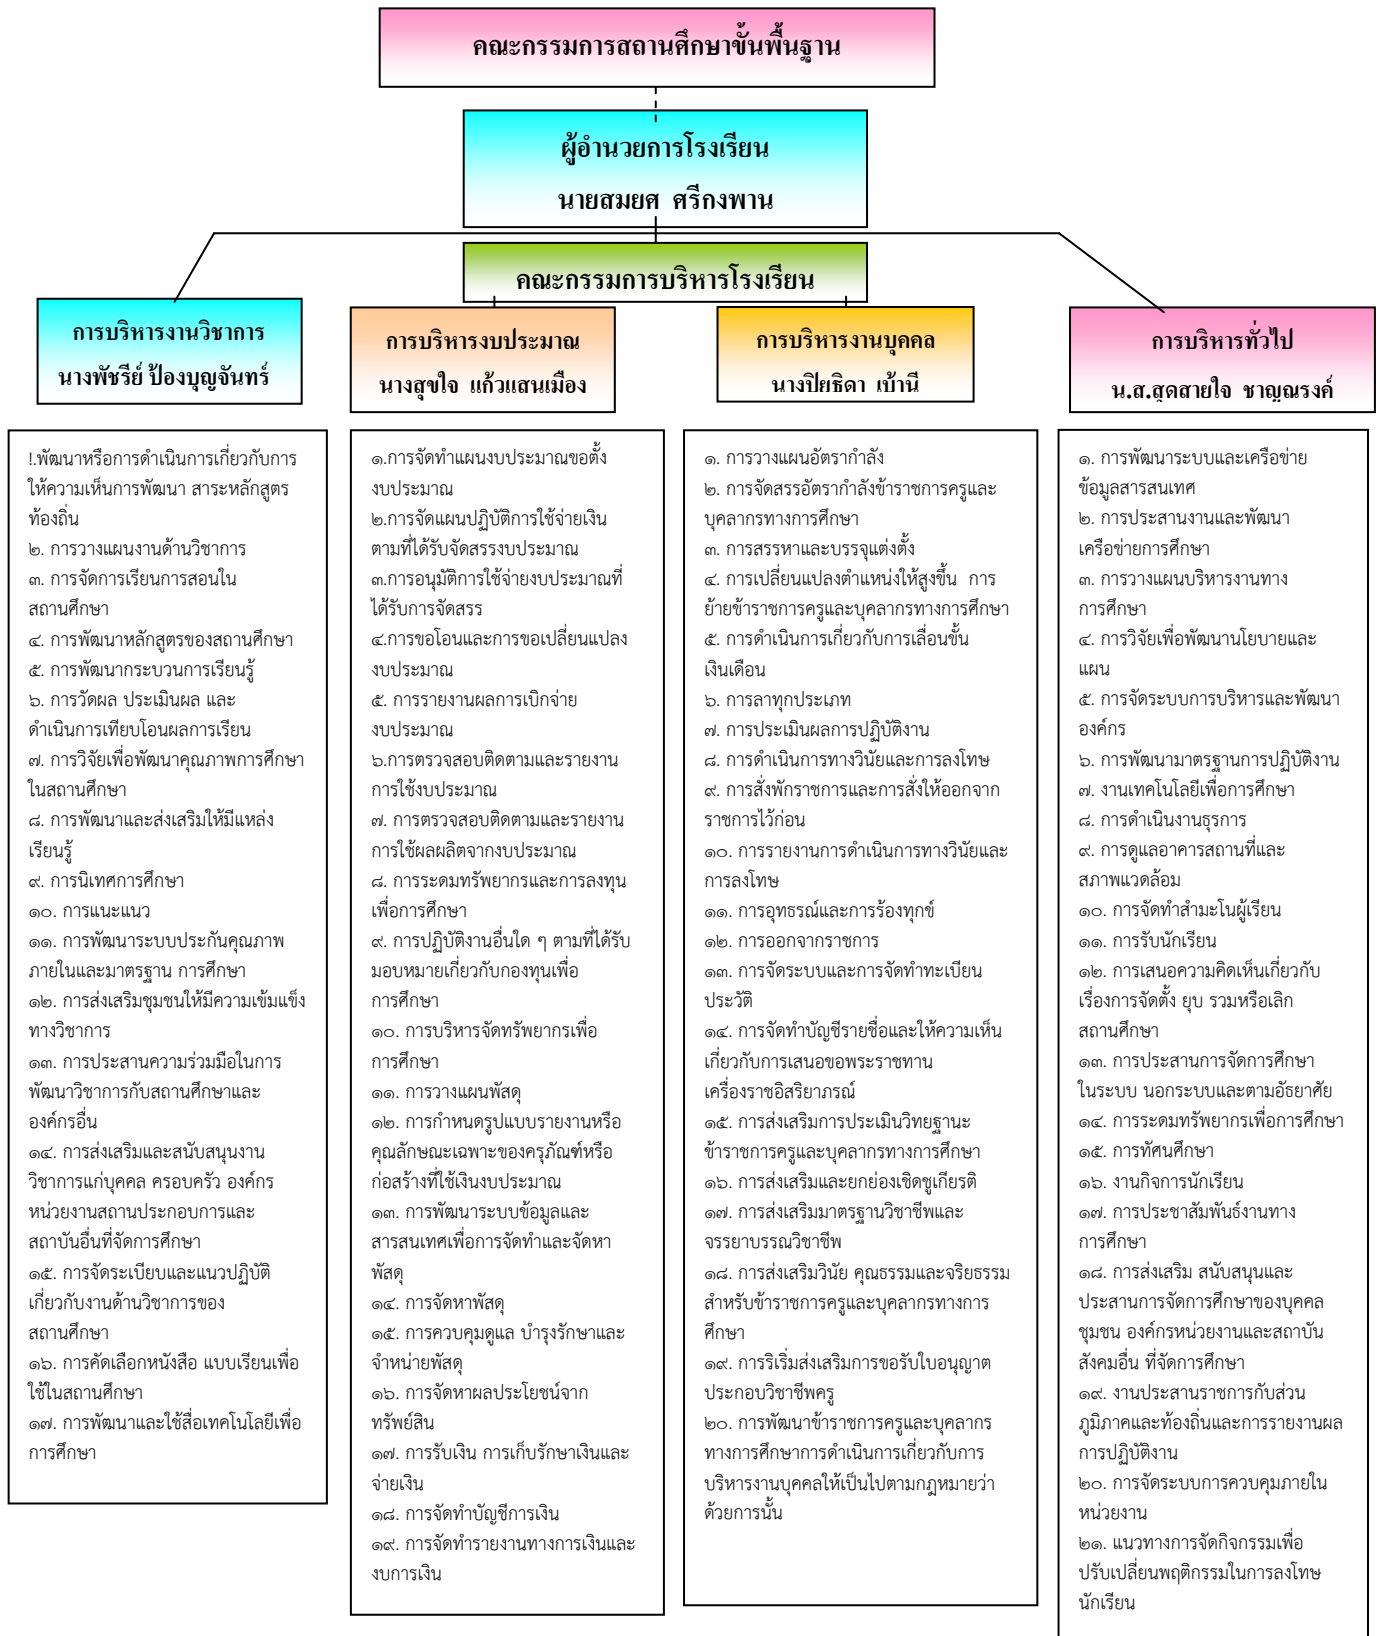 คณะกรรมการสถานศึกษาขั้นพื้นฐาน
ผู้อำนวยการโรงเรียน
นายสมยศ ศรีกงพาน
คณะกรรมการบริหารโรงเรียน
การบริหารงานวิชาการ
นางพัชรีย์ ป้องบุญจันทร์
การบริหารงบประมาณ
นางสุขใจ แก้วแสนเมือง
การบริหารงานบุคคล
นางปิยธิดา เบ้านี
การบริหารทั่วไป
น.ส.สุดสายใจ ชาญณรงค์
!.พัฒนาหรือการดำเนินการเกี่ยวกับการ
ให้ความเห็นการพัฒนา สาระหลักสูตร
ท้องถิ่น
๒. การวางแผนงานด้านวิชาการ
๓. การจัดการเรียนการสอนใน
สถานศึกษา
๔. การพัฒนาหลักสูตรของสถานศึกษา
๕. การพัฒนากระบวนการเรียนรู้
๖. การวัดผล ประเมินผล และ
ดำเนินการเทียบโอนผลการเรียน
๗. การวิจัยเพื่อพัฒนาคุณภาพการศึกษา
ในสถานศึกษา
๘. การพัฒนาและส่งเสริมให้มีแหล่ง
เรียนรู้
๙. การนิเทศการศึกษา
๑๐. การแนะแนว
๑๑. การพัฒนาระบบประกันคุณภาพ
ภายในและมาตรฐาน การศึกษา
๑๒. การส่งเสริมชุมชนให้มีความเข้มแข็ง
ทางวิชาการ
๑๓. การประสานความร่วมมือในการ
พัฒนาวิชาการกับสถานศึกษาและ
องค์กรอื่น
๑๔. การส่งเสริมและสนับสนุนงาน
วิชาการแก่บุคคล ครอบครัว องค์กร
หน่วยงานสถานประกอบการและ
สถาบันอื่นที่จัดการศึกษา
๑๕. การจัดระเบียบและแนวปฏิบัติ
เกี่ยวกับงานด้านวิชาการของ
สถานศึกษา
๑๖. การคัดเลือกหนังสือ แบบเรียนเพื่อ
ใช้ในสถานศึกษา
๑๗. การพัฒนาและใช้สื่อเทคโนโลยีเพื่อ
การศึกษา
๑.การจัดทำแผนงบประมาณขอตั้ง
งบประมาณ
๒.การจัดแผนปฏิบัติการใช้จ่ายเงิน
ตามที่ได้รับจัดสรรงบประมาณ
๓.การอนุมัติการใช้จ่ายงบประมาณที่
ได้รับการจัดสรร
๔.การขอโอนและการขอเปลี่ยนแปลง
งบประมาณ
๕. การรายงานผลการเบิกจ่าย
งบประมาณ
๖.การตรวจสอบติดตามและรายงาน
การใช้งบประมาณ
๗. การตรวจสอบติดตามและรายงาน
การใช้ผลผลิตจากงบประมาณ
๘. การระดมทรัพยากรและการลงทุน
เพื่อการศึกษา
๙. การปฏิบัติงานอื่นใด ๆ ตามที่ได้รับ
มอบหมายเกี่ยวกับกองทุนเพื่อ
การศึกษา
๑๐. การบริหารจัดทรัพยากรเพื่อ
การศึกษา
๑๑. การวางแผนพัสดุ
๑๒. การกำหนดรูปแบบรายงานหรือ
คุณลักษณะเฉพาะของครุภัณฑ์หรือ
ก่อสร้างที่ใช้เงินงบประมาณ
๑๓. การพัฒนาระบบข้อมูลและ
สารสนเทศเพื่อการจัดทำและจัดหา
พัสดุ
๑๔. การจัดหาพัสดุ
๑๕. การควบคุมดูแล บำรุงรักษาและ
จำหน่ายพัสดุ
๑๖. การจัดหาผลประโยชน์จาก
ทรัพย์สิน
๑๗. การรับเงิน การเก็บรักษาเงินและ
จ่ายเงิน
๑๘. การจัดทำบัญชีการเงิน
๑๙. การจัดทำรายงานทางการเงินและ
งบการเงิน
๑. การวางแผนอัตรากำลัง
๒. การจัดสรรอัตรากำลังข้าราชการครูและ
บุคลากรทางการศึกษา
๓. การสรรหาและบรรจุแต่งตั้ง
๔. การเปลี่ยนแปลงตำแหน่งให้สูงขึ้น การ
ย้ายข้าราชการครูและบุคลากรทางการศึกษา
๕. การดำเนินการเกี่ยวกับการเลื่อนขั้น
เงินเดือน
๖. การลาทุกประเภท
๗. การประเมินผลการปฏิบัติงาน
๘. การดำเนินการทางวินัยและการลงโทษ
๙. การสั่งพักราชการและการสั่งให้ออกจาก
ราชการไว้ก่อน
๑๐. การรายงานการดำเนินการทางวินัยและ
การลงโทษ
๑๑. การอุทธรณ์และการร้องทุกข์
๑๒. การออกจากราชการ
๑๓. การจัดระบบและการจัดทำทะเบียน
ประวัติ
๑๔. การจัดทำบัญชีรายชื่อและให้ความเห็น
เกี่ยวกับการเสนอขอพระราชทาน
เครื่องราชอิสริยาภรณ์
๑๕. การส่งเสริมการประเมินวิทยฐานะ
ข้าราชการครูและบุคลากรทางการศึกษา
๑๖. การส่งเสริมและยกย่องเชิดชูเกียรติ
๑๗. การส่งเสริมมาตรฐานวิชาชีพและ
จรรยาบรรณวิชาชีพ
๑๘. การส่งเสริมวินัย คุณธรรมและจริยธรรม
สำหรับข้าราชการครูและบุคลากรทางการ
ศึกษา
๑๙. การริเริ่มส่งเสริมการขอรับใบอนุญาต
ประกอบวิชาชีพครู
๒๐. การพัฒนาข้าราชการครูและบุคลากร
ทางการศึกษาการดำเนินการเกี่ยวกับการ
บริหารงานบุคคลให้เป็นไปตามกฎหมายว่า
ด้วยการนั้น
๑. การพัฒนาระบบและเครือข่าย
ข้อมูลสารสนเทศ
๒. การประสานงานและพัฒนา
เครือข่ายการศึกษา
๓. การวางแผนบริหารงานทาง
การศึกษา
๔. การวิจัยเพื่อพัฒนานโยบายและ
แผน
๕. การจัดระบบการบริหารและพัฒนา
องค์กร
๖. การพัฒนามาตรฐานการปฏิบัติงาน
๗. งานเทคโนโลยีเพื่อการศึกษา
๘. การดำเนินงานธุรการ
๙. การดูแลอาคารสถานที่และ
สภาพแวดล้อม
๑๐. การจัดทำสำมะโนผู้เรียน
๑๑. การรับนักเรียน
๑๒. การเสนอความคิดเห็นเกี่ยวกับ
เรื่องการจัดตั้ง ยุบ รวมหรือเลิก
สถานศึกษา
๑๓. การประสานการจัดการศึกษา
ในระบบ นอกระบบและตามอัธยาศัย
๑๔. การระดมทรัพยากรเพื่อการศึกษา
๑๕. การทัศนศึกษา
๑๖. งานกิจการนักเรียน
๑๗. การประชาสัมพันธ์งานทาง
การศึกษา
๑๘. การส่งเสริม สนับสนุนและ
ประสานการจัดการศึกษาของบุคคล
ชุมชน องค์กรหน่วยงานและสถาบัน
สังคมอื่น ที่จัดการศึกษา
๑๙. งานประสานราชการกับส่วน
ภูมิภาคและท้องถิ่นและการรายงานผล
การปฏิบัติงาน
๒๐. การจัดระบบการควบคุมภายใน
หน่วยงาน
๒๑. แนวทางการจัดกิจกรรมเพื่อ
ปรับเปลี่ยนพฤติกรรมในการลงโทษ
นักเรียน